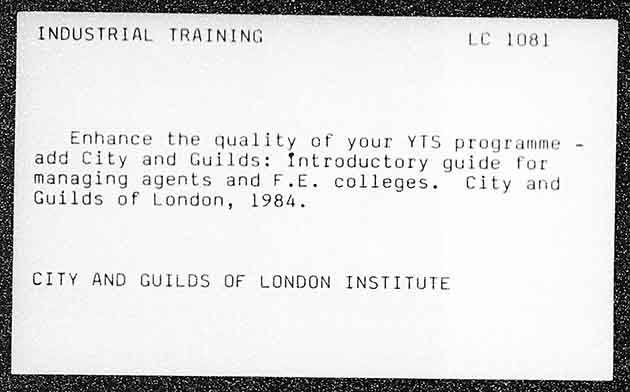 INDUSTRIAL TRAINING LC 1081
Enhance the quality of your YTS programme -
add City and Guilds: Introductory guide for
managing agents and F.E. colleges. City and
Guilds of London, 1984.
CITY AND GUILDS OF LONDON INSTITUTE